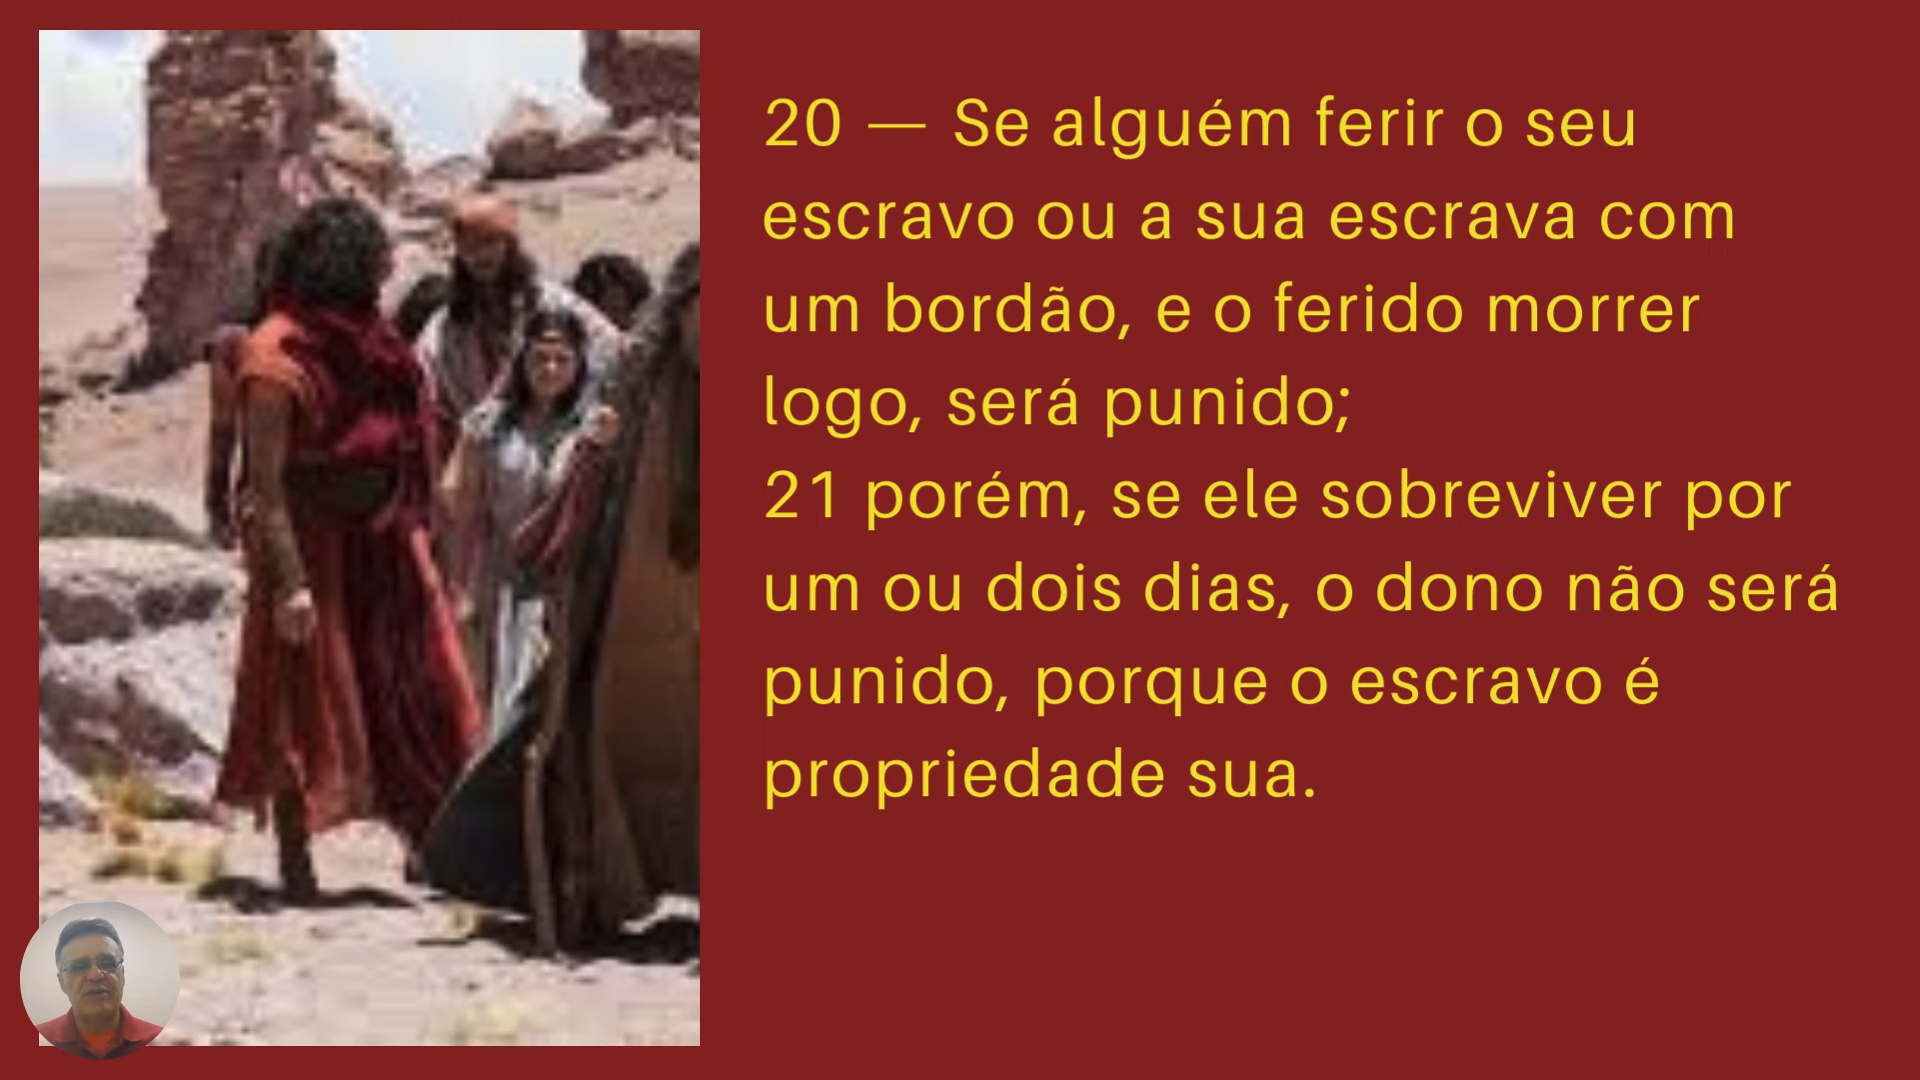 20 — Se alguém ferir o seu
escravo ou a sua escrava com
um bordão, e o ferido morrer
logo, será punido;
21 porém, se ele sobreviver por
um ou dois dias, o dono não será
punido, porque o escravo é
propriedade sua.